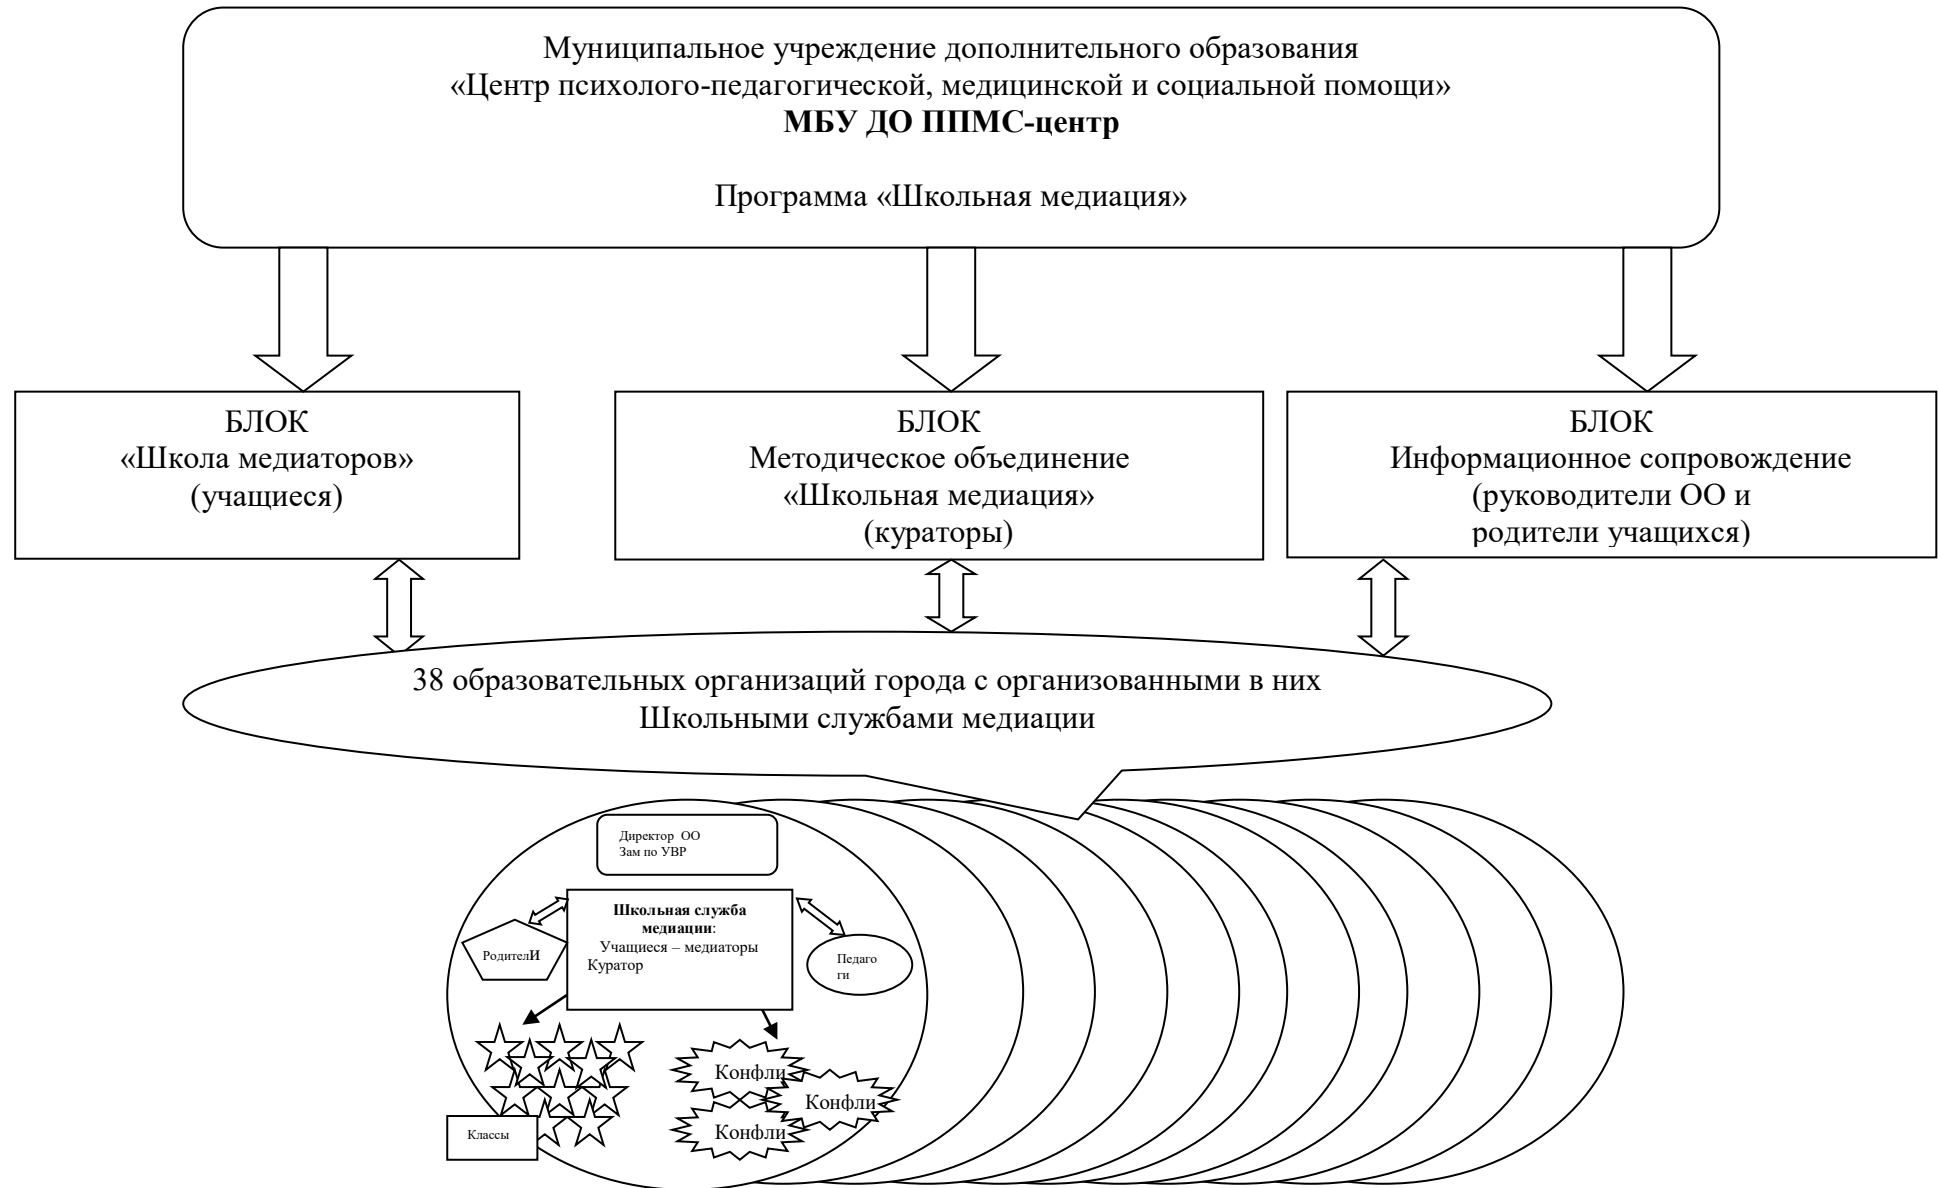 Муниципальное учреждение дополнительного образования
«Центр психолого-педагогической, медицинской и социальной помощи»
МБУ ДО ППМС-центр
Программа «Школьная медиация»
БЛОК
«Школа медиаторов»
(учащиеся)
БЛОК
Методическое объединение
«Школьная медиация»
(кураторы)
БЛОК
Информационное сопровождение
(руководители ОО и
родители учащихся)
38 образовательных организаций города с организованными в них
Школьными службами медиации
Директор ОО
Зам по УВР
Школьная служба
медиации:
Учащиеся – медиаторы
Куратор
РодителИ
Педаго
ги
Конфли
Конфли
Конфли
Классы